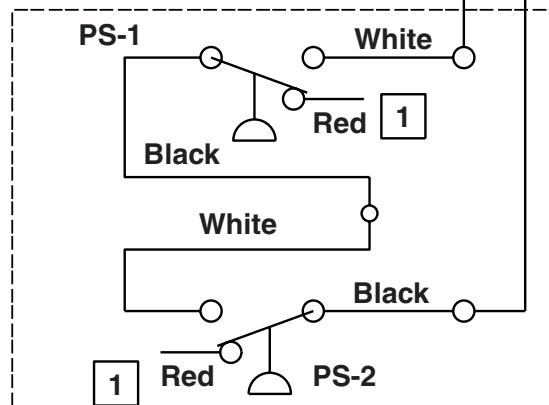 PS-1
White
Red 1
Black
White
Black
1 Red PS-2